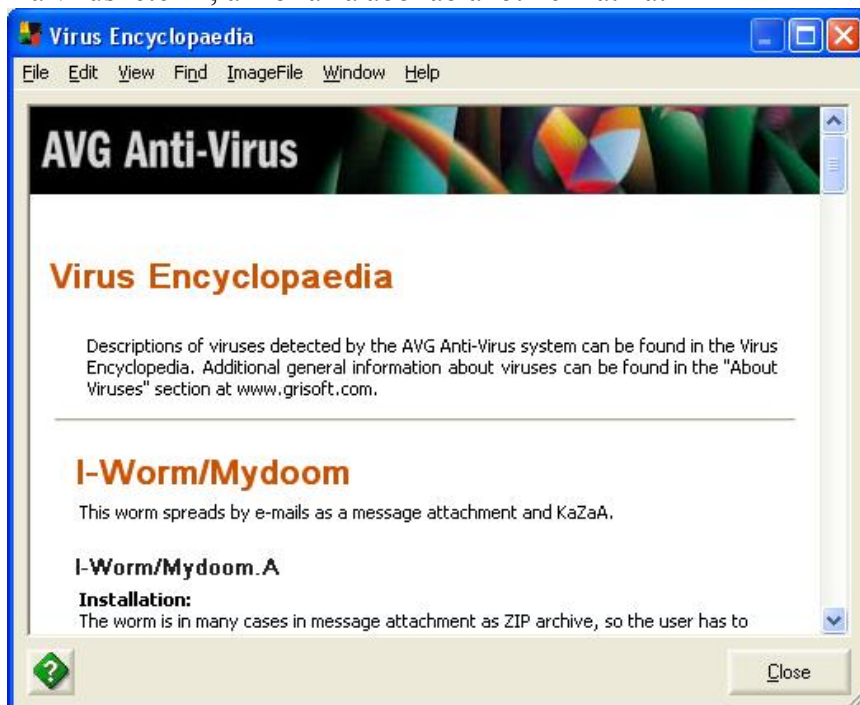 Virus Encyclopaedia
File Edit View Find ImageFile Window Help
AVG Anti-Virus
Virus Encyclopaedia
Descriptions of viruses detected by the AVG Anti-Virus system can be found in the Virus
Encyclopedia. Additional general information about viruses can be found in the "About
Viruses" section at www.grisoft.com.
I-Worm/Mydoom
This worm spreads by e-mails as a message attachment and KaZaA.
I-Worm/Mydoom.A
Installation:
The worm is in many cases in message attachment as ZIP archive, so the user has to
?
Close